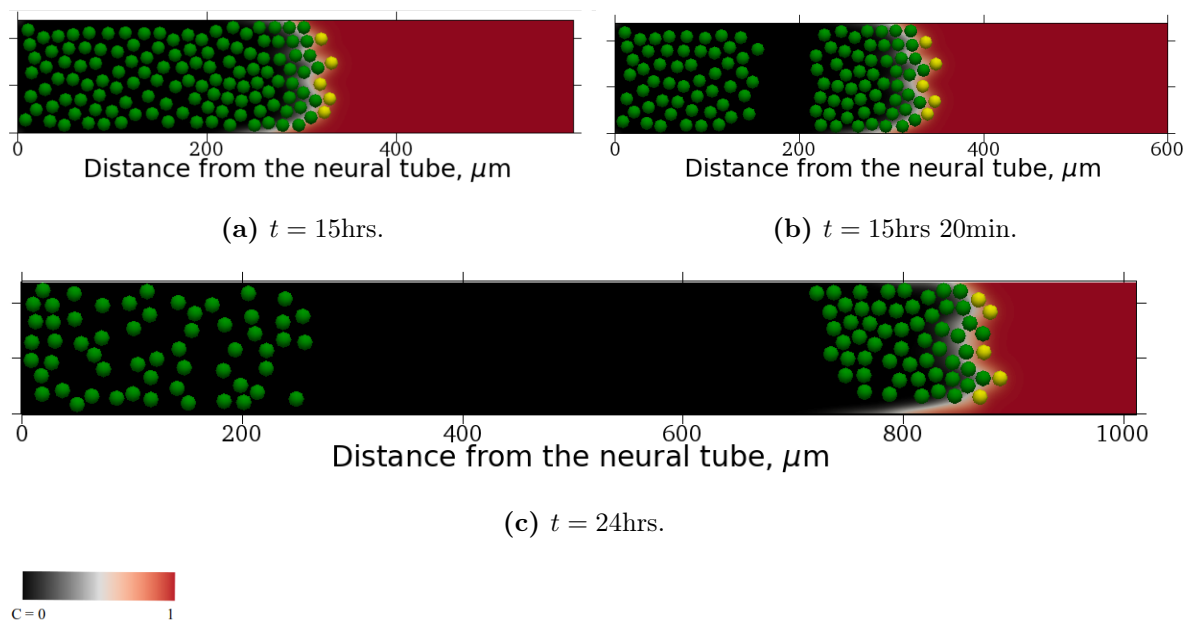 0 200 400
Distance from the neural tube, μm
(a) t = 15hrs.
0 200 400 600
Distance from the neural tube, μm
(b) t = 15hrs 20min.
0 200 400 600 800 1000
Distance from the neural tube, μm
(c) t = 24hrs.
C = 0 1